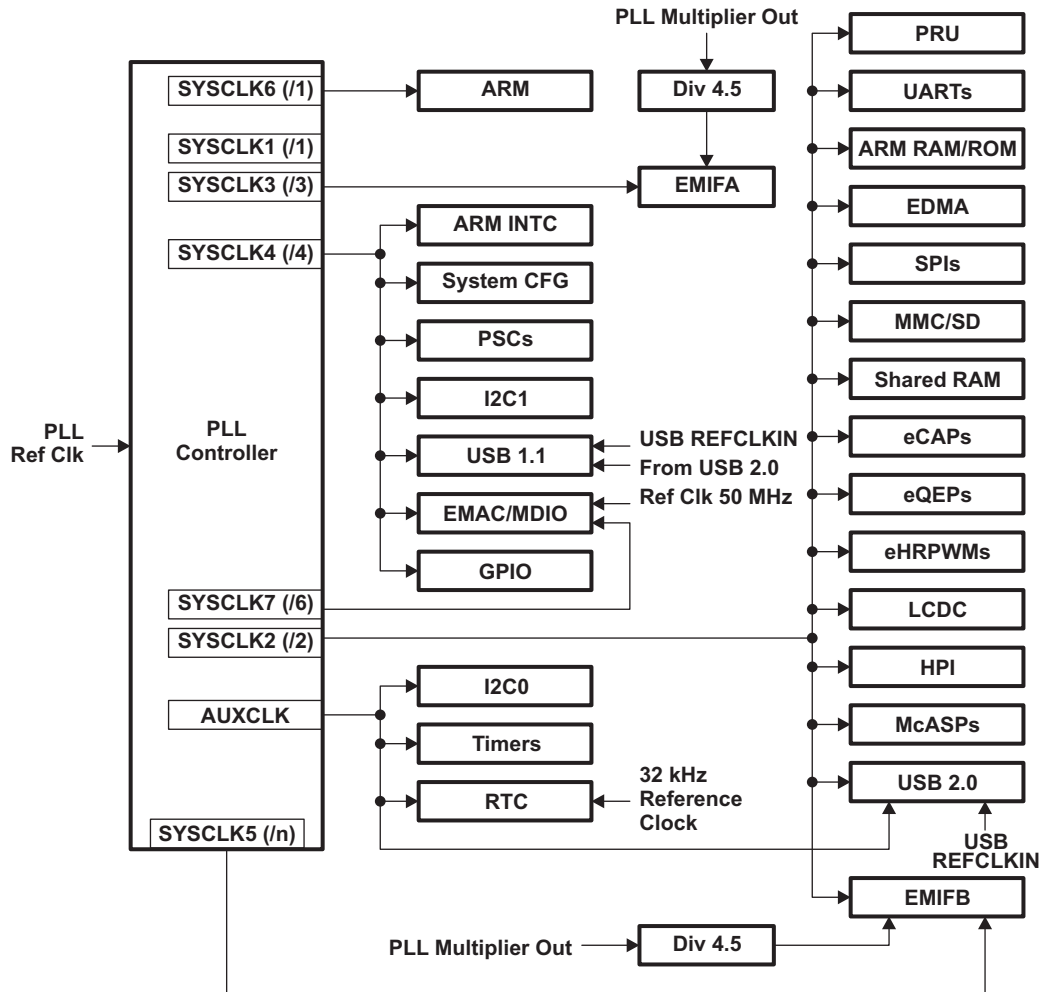 PLL Multiplier Out
PRU
SYSCLK6 (/1)
ARM
Div 4.5
UARTs
SYSCLK1 (/1)
ARM RAM/ROM
SYSCLK3 (/3)
EMIFA
EDMA
ARM INTC
SYSCLK4 (/4)
SPIs
System CFG
MMC/SD
PSCs
Shared RAM
I2C1
PLL
Ref Clk
PLL
Controller
eCAPs
USB REFCLKIN
USB 1.1
From USB 2.0
eQEPs
Ref Clk 50 MHz
EMAC/MDIO
eHRPWMs
GPIO
SYSCLK7 (/6)
LCDC
SYSCLK2 (/2)
HPI
I2C0
AUXCLK
McASPs
Timers
USB 2.0
32 kHz
Reference
Clock
RTC
SYSCLK5 (/n)
USB
REFCLKIN
EMIFB
PLL Multiplier Out
Div 4.5